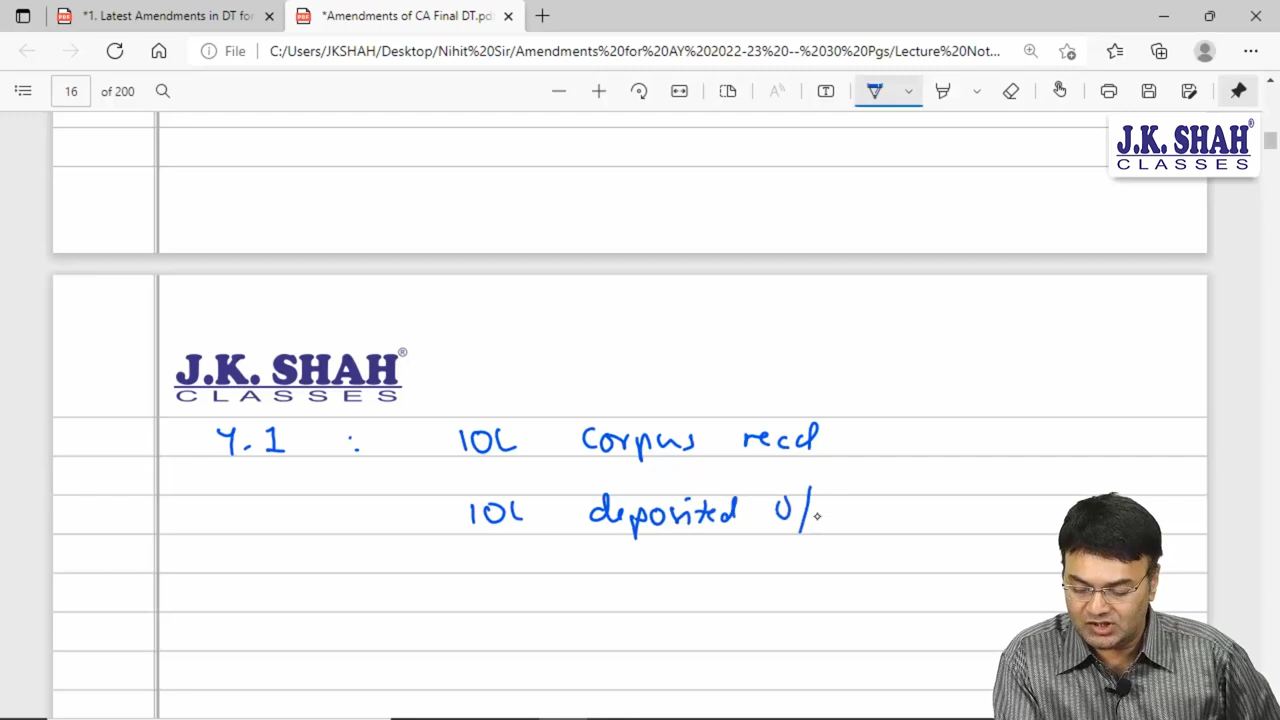 *1. Latest Amendments in DT for
*Amendments of CA Final DT.pd
File
C:/Users/JKSHAH/Desktop/Nihit%20Sir/Amendments%20for%20AY%202022-23%20--%2030%20Pgs/Lecture%20Not...
16 of 200
J.K. SHAH®
CLASSES
J.K. SHAH®
CLASSES
Y.1 : 10L Corpus recd
10L deposited U/